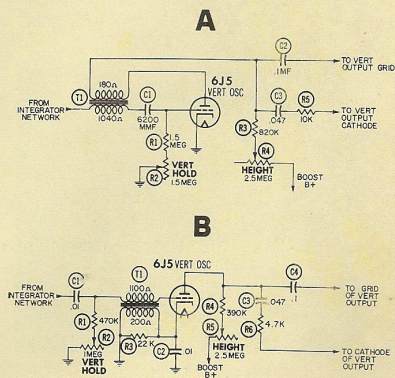 A
180Ω
T1
1040Ω
FROM
INTEGRATOR
NETWORK
C1
6200
MMF
6J5
VERT OSC
R1
1.5
MEG
VERT
HOLD
R2
1.5MEG
C2
.1MF
TO VERT
OUTPUT GRID
C3
.047
R5
10K
TO VERT
OUTPUT
CATHODE
R3
820K
R4
HEIGHT
2.5MEG
BOOST
B+
B
6J5 VERT OSC
FROM
INTEGRATOR
NETWORK
C1
.01
T1
1100Ω
200Ω
R1
470K
R2
1MEG
VERT
HOLD
R3
22K
C2
.01
R4
390K
R5
HEIGHT
2.5MEG
BOOST
B+
C3
.047
R6
4.7K
C4
.1
TO GRID
OF VERT
OUTPUT
TO CATHODE
OF VERT
OUTPUT